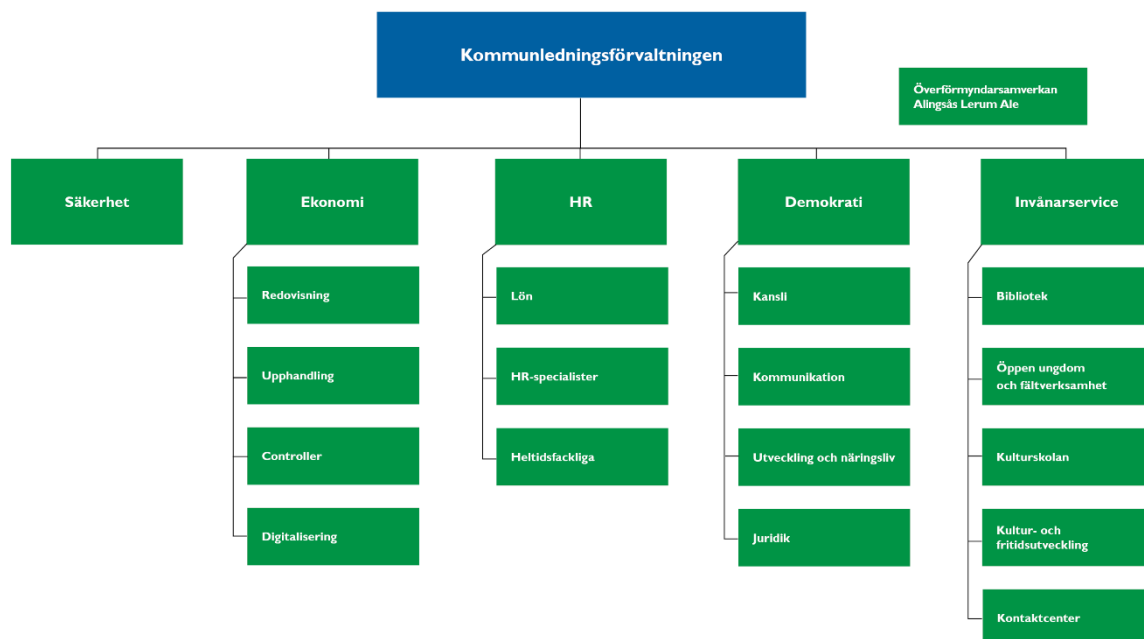 Kommunledningsförvaltningen
Överförmyndarsamverkan
Alingsås Lerum Ale
Säkerhet
Ekonomi
HR
Demokrati
Invånarservice
Redovisning
Upphandling
Controller
Digitalisering
Lön
HR-specialister
Heltidsfackliga
Kansli
Kommunikation
Utveckling och näringsliv
Juridik
Bibliotek
Öppen ungdom
och fältverksamhet
Kulturskolan
Kultur- och
fritidsutveckling
Kontaktcenter